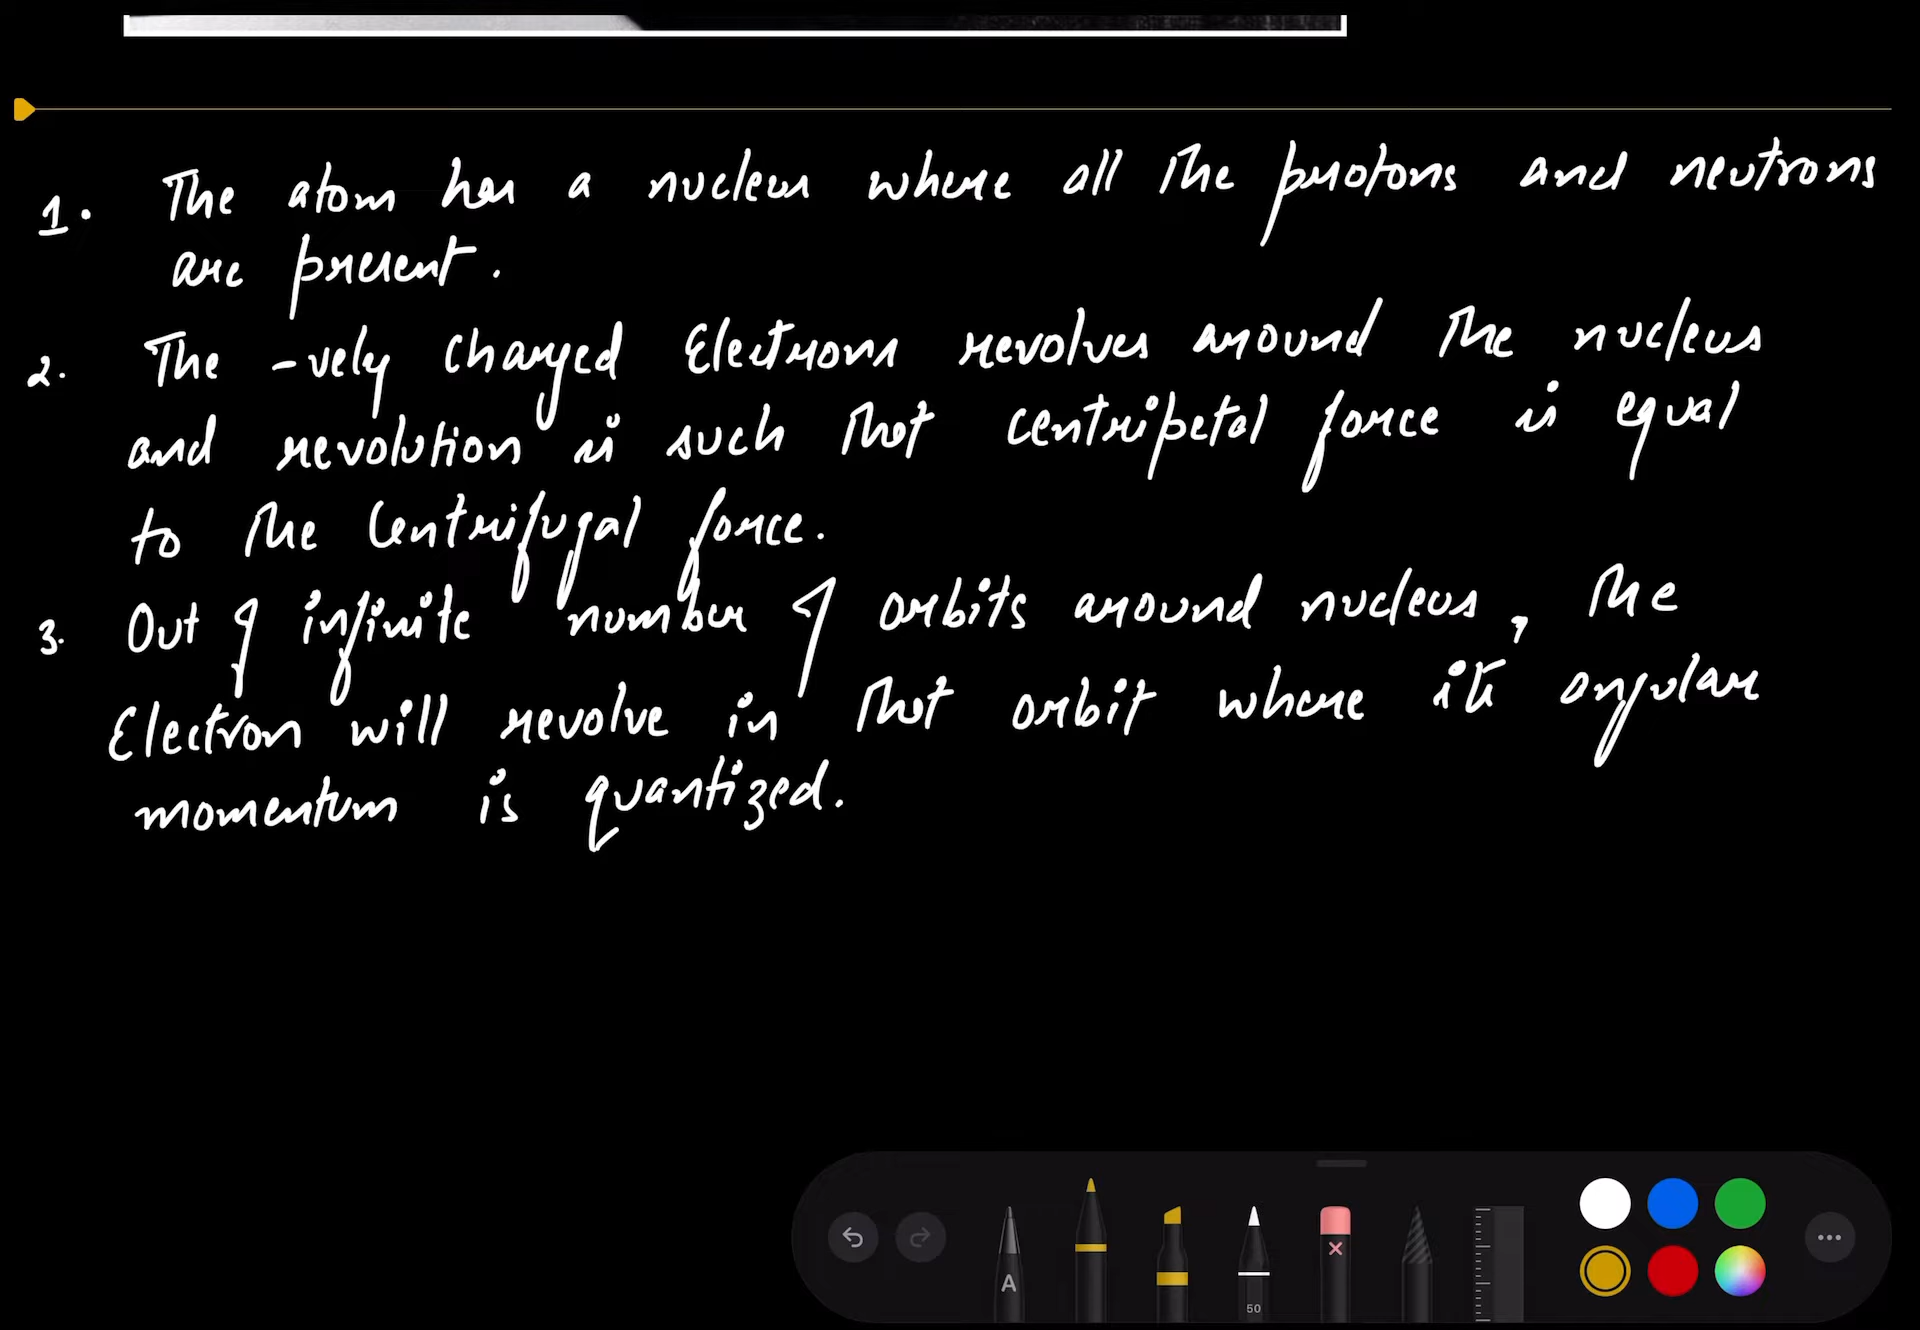 1. The atom has a nucleus where all the protons and neutrons
are present.
2. The -vely charged Electrons revolves around the nucleus
and revolution is such that centripetal force is equal
to the Centrifugal force.
3. Out of infinite number of orbits around nucleus, the
Electron will revolve in that orbit where its angular
momentum is quantized.
A
50